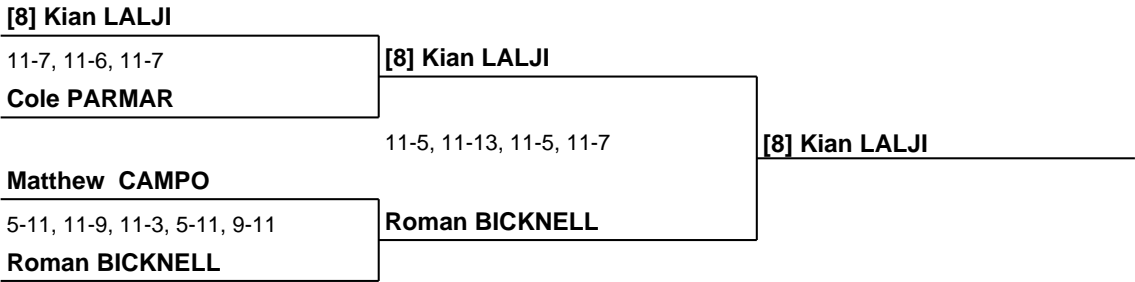 [8] Kian LALJI
11-7, 11-6, 11-7
Cole PARMAR
[8] Kian LALJI
11-5, 11-13, 11-5, 11-7
[8] Kian LALJI
Matthew  CAMPO
5-11, 11-9, 11-3, 5-11, 9-11
Roman BICKNELL
Roman BICKNELL